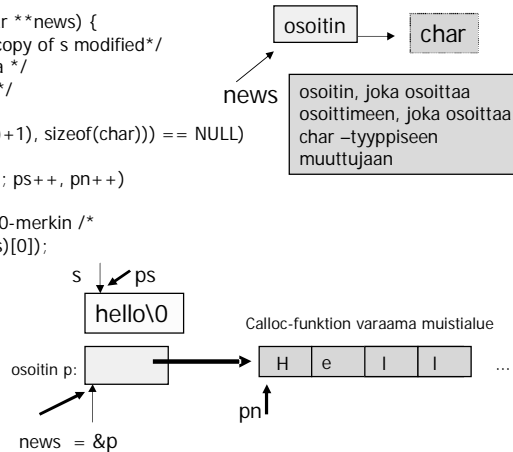 r **news) {
copy of s modified*/
a */
*/
+1), sizeof(char))) == NULL)
; ps++, pn++)
0-merkin /*
s)[0]);
osoitin
char
news
osoitin, joka osoittaa
osoittimeen, joka osoittaa
char –tyyppiseen
muuttujaan
s
ps
hello\0
Calloc-funktion varaama muistialue
osoitin p:
H e l l ...
pn
news = &p